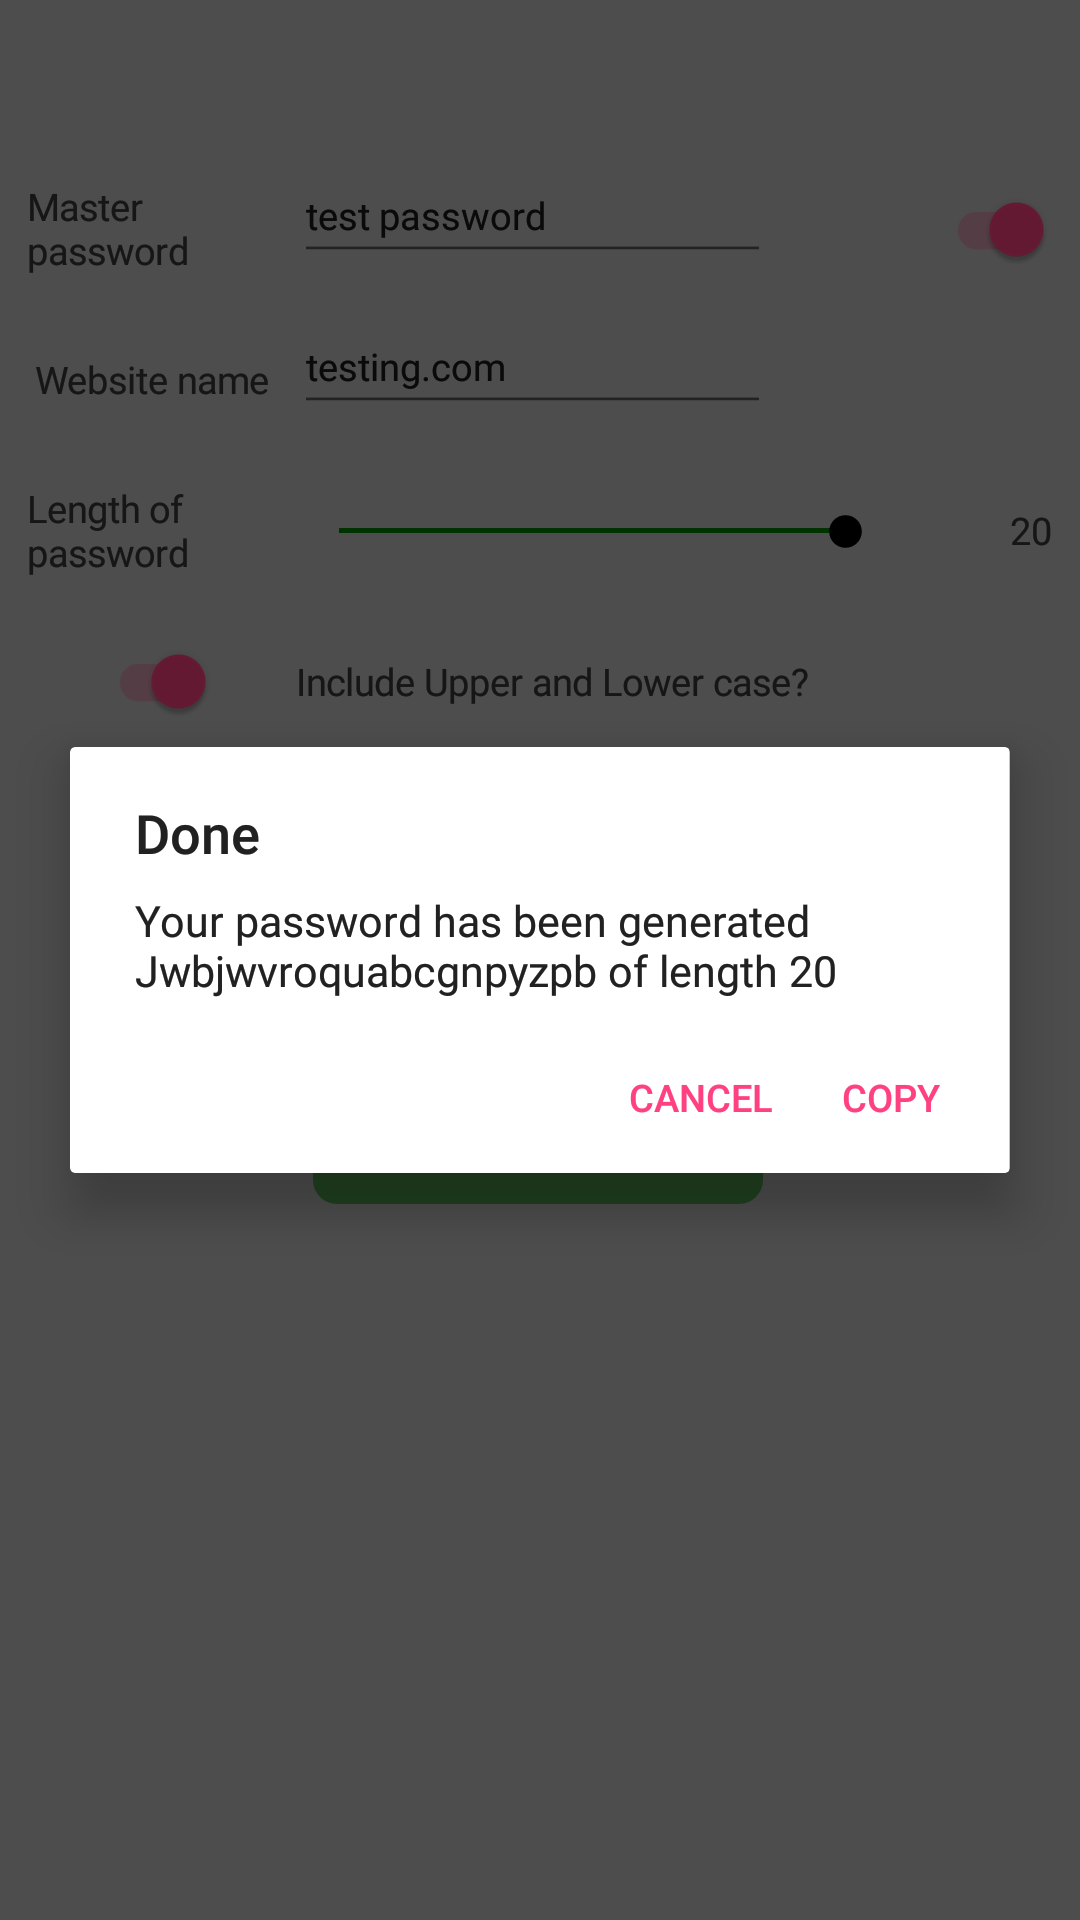 Master
password
test password
Website name
testing.com
Length of
password
20
Include Upper and Lower case?
Done
Your password has been generated
Jwbjwvroquabcgnpyzpb of length 20
CANCEL
COPY